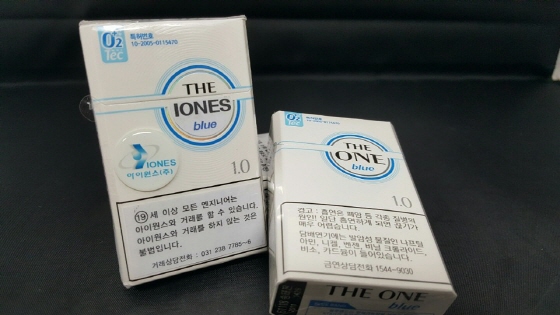 O₂ tec
특허번호
10-2005-0115470
THE
IONES
blue
IONES
아이원스(주)
1.0
19세 이상 모든 엔지니어는
아이원스와 거래를 할 수 있습니다.
아이원스와 거래를 하지 않는 것은
불법입니다.
거래상담전화 : 031 238 7785~6
THE
ONE
blue
1.0
경고 : 흡연은 폐암 등 각종 질병의
원인! 일단 흡연하게 되면 끊기가
매우 어렵습니다.
담배연기에는 발암성 물질인 나프틸
아민, 니켈, 벤젠, 비닐 크롤라이드,
비소, 카드뮴이 들어있습니다.
금연상담전화 1544-9030
THE ONE
blue